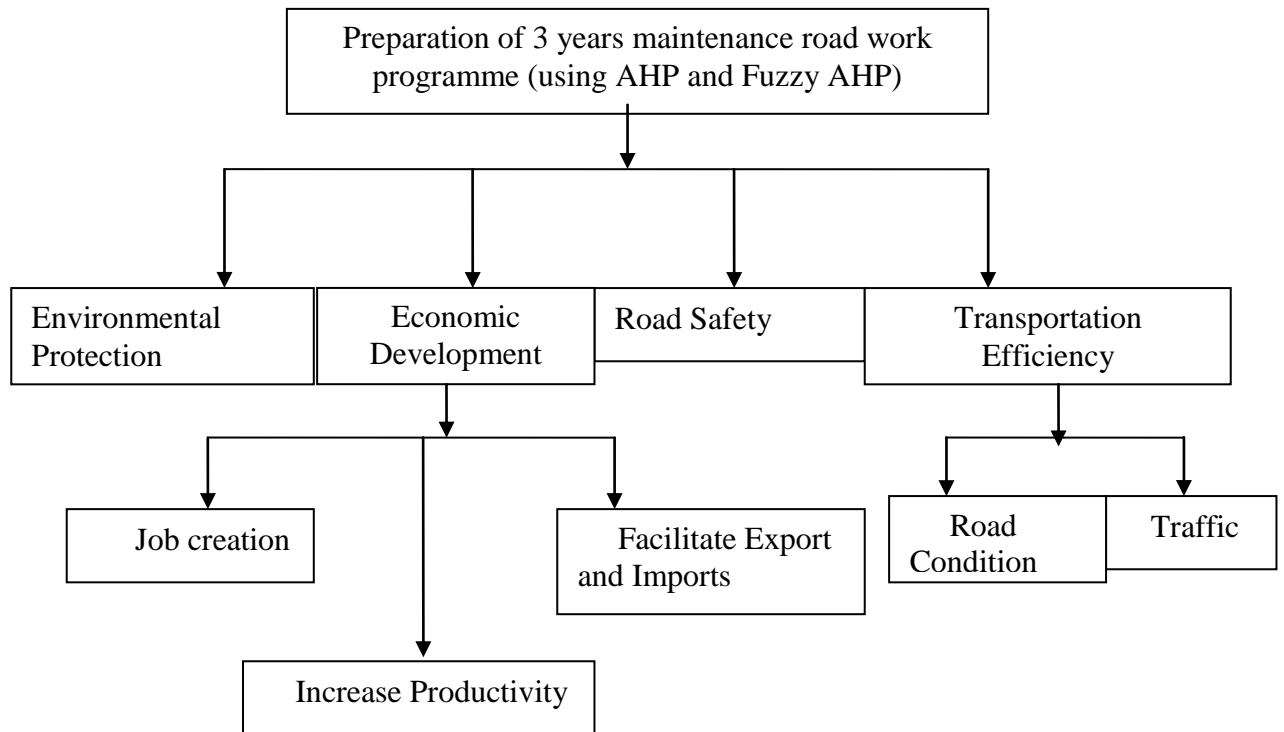 Preparation of 3 years maintenance road work
programme (using AHP and Fuzzy AHP)
Environmental
Protection
Economic
Development
Road Safety
Transportation
Efficiency
Job creation
Increase Productivity
Facilitate Export
and Imports
Road
Condition
Traffic